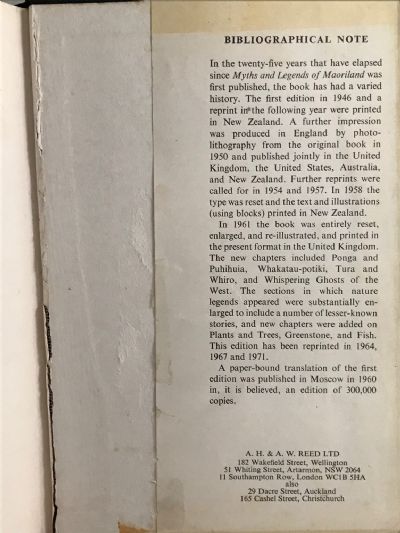 BIBLIOGRAPHICAL NOTE
In the twenty-five years that have elapsed
since Myths and Legends of Maoriland was
first published, the book has had a varied
history. The first edition in 1946 and a
reprint in the following year were printed
in New Zealand. A further impression
was produced in England by photo-
lithography from the original book in
1950 and published jointly in the United
Kingdom, the United States, Australia,
and New Zealand. Further reprints were
called for in 1954 and 1957. In 1958 the
type was reset and the text and illustrations
(using blocks) printed in New Zealand.
In 1961 the book was entirely reset,
enlarged, and re-illustrated, and printed in
the present format in the United Kingdom.
The new chapters included Ponga and
Puhihuia, Whakatau-potiki, Tura and
Whiro, and Whispering Ghosts of the
West. The sections in which nature
legends appeared were substantially en-
larged to include a number of lesser-known
stories, and new chapters were added on
Plants and Trees, Greenstone, and Fish.
This edition has been reprinted in 1964,
1967 and 1971.
A paper-bound translation of the first
edition was published in Moscow in 1960
in, it is believed, an edition of 300,000
copies.
A. H. & A. W. REED LTD
182 Wakefield Street, Wellington
51 Whiting Street, Artarmon, NSW 2064
11 Southampton Row, London WC1B 5HA
also
29 Dacre Street, Auckland
165 Cashel Street, Christchurch